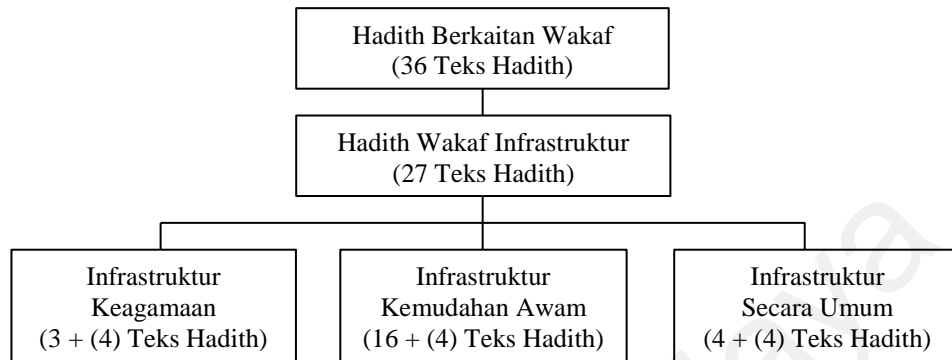 Hadith Berkaitan Wakaf
(36 Teks Hadith)
Hadith Wakaf Infrastruktur
(27 Teks Hadith)
Infrastruktur
Keagamaan
(3 + (4) Teks Hadith)
Infrastruktur
Kemudahan Awam
(16 + (4) Teks Hadith)
Infrastruktur
Secara Umum
(4 + (4) Teks Hadith)